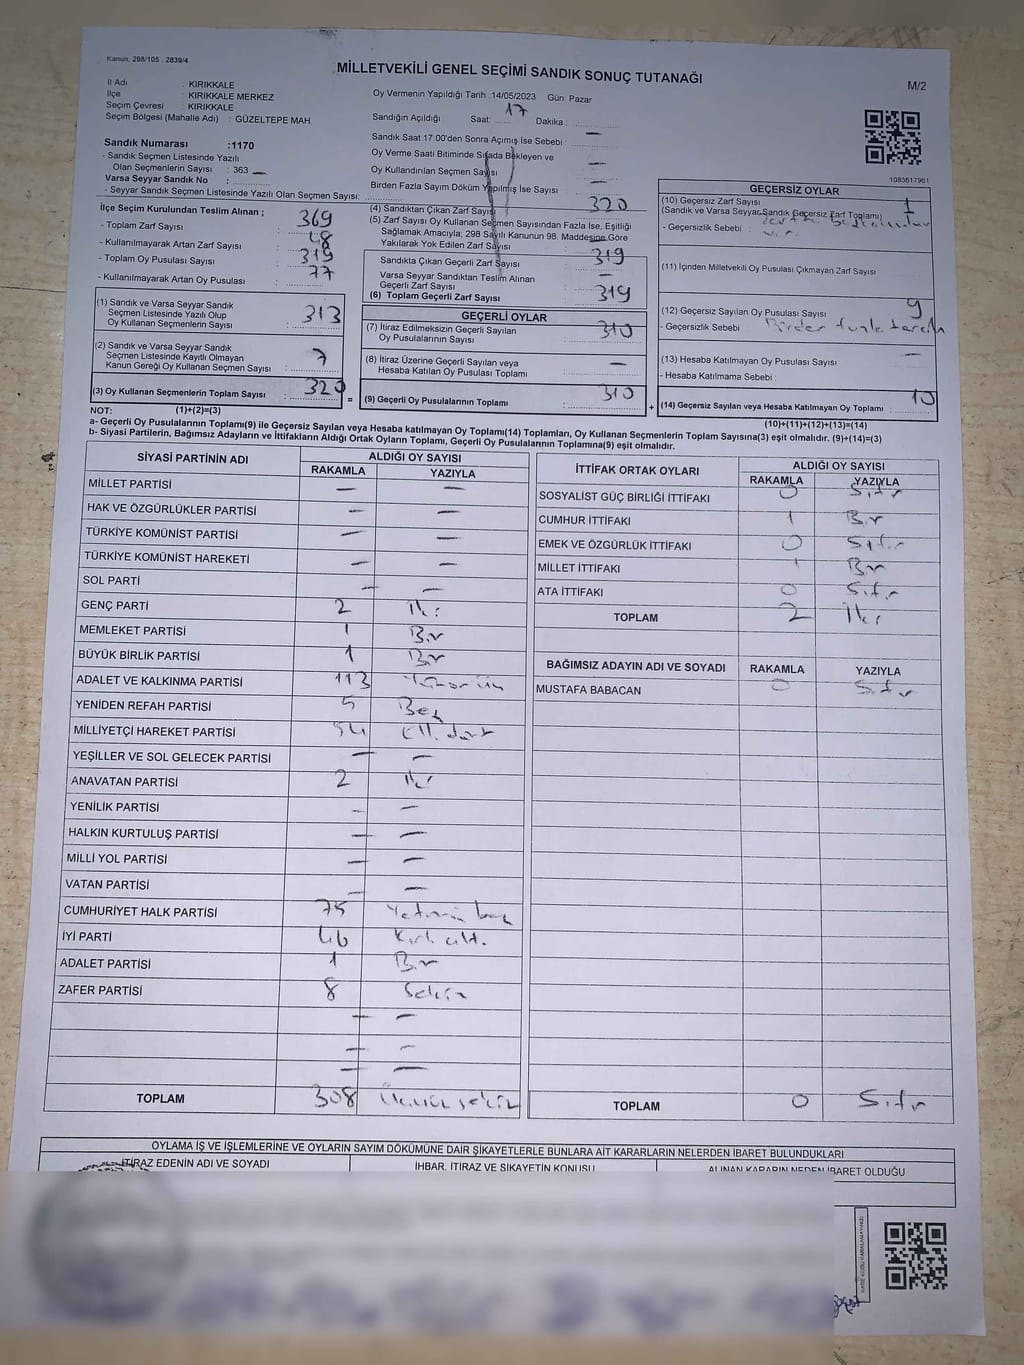 Kanun, 298/105 . 2839/4
MİLLETVEKİLİ GENEL SEÇİMİ SANDIK SONUÇ TUTANAĞI
M/2
İl Adı : KIRIKKALE
İlçe : KIRIKKALE MERKEZ
Seçim Çevresi : KIRIKKALE
Seçim Bölgesi (Mahalle Adı) : GÜZELTEPE MAH.
Oy Vermenin Yapıldığı Tarih :14/05/2023 Gün: Pazar
Sandığın Açıldığı Saat: 17 Dakika :
Sandık Saat 17:00'den Sonra Açımış İse Sebebi : —
Oy Verme Saati Bitiminde Sırada Bekleyen ve
Oy Kullandırılan Seçmen Sayısı —
Birden Fazla Sayım Döküm Yapılmış İse Sayısı —
Sandık Numarası :1170
- Sandık Seçmen Listesinde Yazılı
Olan Seçmenlerin Sayısı : 363 —
Varsa Seyyar Sandık No :
- Seyyar Sandık Seçmen Listesinde Yazılı Olan Seçmen Sayısı:
1083617961
İlçe Seçim Kurulundan Teslim Alınan ;
- Toplam Zarf Sayısı : 369
- Kullanılmayarak Artan Zarf Sayısı : 48
- Toplam Oy Pusulası Sayısı : 319
- Kullanılmayarak Artan Oy Pusulası : 77
(1) Sandık ve Varsa Seyyar Sandık
Seçmen Listesinde Yazılı Olup
Oy Kullanan Seçmenlerin Sayısı : 313
(2) Sandık ve Varsa Seyyar Sandık
Seçmen Listesinde Kayıtlı Olmayan
Kanun Gereği Oy Kullanan Seçmen Sayısı : 7
(3) Oy Kullanan Seçmenlerin Toplam Sayısı : 320
(4) Sandıktan Çıkan Zarf Sayısı 320
(5) Zarf Sayısı Oy Kullanan Seçmen Sayısından Fazla İse, Eşitliği
Sağlamak Amacıyla; 298 Sayılı Kanunun 98. Maddesine Göre
Yakılarak Yok Edilen Zarf Sayısı :
Sandıkta Çıkan Geçerli Zarf Sayısı : 319
Varsa Seyyar Sandıktan Teslim Alınan
Geçerli Zarf Sayısı : —
(6) Toplam Geçerli Zarf Sayısı : 319
GEÇERLİ OYLAR
(7) İtiraz Edilmeksizin Geçerli Sayılan
Oy Pusulalarının Sayısı : 310
(8) İtiraz Üzerine Geçerli Sayılan veya
Hesaba Katılan Oy Pusulası Toplamı : —
= (9) Geçerli Oy Pusulalarının Toplamı : 310
GEÇERSİZ OYLAR
(10) Geçersiz Zarf Sayısı : 1
(Sandık ve Varsa Seyyar Sandık Geçersiz Zarf Toplamı)
- Geçersizlik Sebebi :
(11) İçinden Milletvekili Oy Pusulası Çıkmayan Zarf Sayısı
(12) Geçersiz Sayılan Oy Pusulası Sayısı : 9
- Geçersizlik Sebebi
(13) Hesaba Katılmayan Oy Pusulası Sayısı : —
- Hesaba Katılmama Sebebi :
+ (14) Geçersiz Sayılan veya Hesaba Katılmayan Oy Toplamı : 10
NOT: (1)+(2)=(3)
(10)+(11)+(12)+(13)=(14)
a- Geçerli Oy Pusulalarının Toplamı(9) ile Geçersiz Sayılan veya Hesaba katılmayan Oy Toplamı(14) Toplamları, Oy Kullanan Seçmenlerin Toplam Sayısına(3) eşit olmalıdır. (9)+(14)=(3)
b- Siyasi Partilerin, Bağımsız Adayların ve İttifakların Aldığı Ortak Oyların Toplamı, Geçerli Oy Pusulalarının Toplamına(9) eşit olmalıdır.
SİYASİ PARTİNİN ADI ALDIĞI OY SAYISI
RAKAMLA YAZIYLA
MİLLET PARTİSİ — —
HAK VE ÖZGÜRLÜKLER PARTİSİ — —
TÜRKİYE KOMÜNİST PARTİSİ — —
TÜRKİYE KOMÜNİST HAREKETİ — —
SOL PARTİ — —
GENÇ PARTİ 2 İki
MEMLEKET PARTİSİ 1 Bir
BÜYÜK BİRLİK PARTİSİ 1 Bir
ADALET VE KALKINMA PARTİSİ 113
YENİDEN REFAH PARTİSİ 5 Beş
MİLLİYETÇİ HAREKET PARTİSİ 54 Elli dört
YEŞİLLER VE SOL GELECEK PARTİSİ — —
ANAVATAN PARTİSİ 2 İki
YENİLİK PARTİSİ — —
HALKIN KURTULUŞ PARTİSİ — —
MİLLİ YOL PARTİSİ — —
VATAN PARTİSİ — —
CUMHURİYET HALK PARTİSİ 75 Yetmiş beş
İYİ PARTİ 46 Kırk altı
ADALET PARTİSİ 1 Bir
ZAFER PARTİSİ 8 Sekiz
— —
— —
— —
TOPLAM 308 Üçyüz sekiz
İTTİFAK ORTAK OYLARI ALDIĞI OY SAYISI
RAKAMLA YAZIYLA
SOSYALİST GÜÇ BİRLİĞİ İTTİFAKI 0 Sıfır
CUMHUR İTTİFAKI 1 Bir
EMEK VE ÖZGÜRLÜK İTTİFAKI 0 Sıfır
MİLLET İTTİFAKI 1 Bir
ATA İTTİFAKI 0 Sıfır
TOPLAM 2 İki
BAĞIMSIZ ADAYIN ADI VE SOYADI RAKAMLA YAZIYLA
MUSTAFA BABACAN 0 Sıfır
TOPLAM 0 Sıfır
OYLAMA İŞ VE İŞLEMLERİNE VE OYLARIN SAYIM DÖKÜMÜNE DAİR ŞİKAYETLERLE BUNLARA AİT KARARLARIN NELERDEN İBARET BULUNDUKLARI
İTİRAZ EDENİN ADI VE SOYADI İHBAR, İTİRAZ VE ŞİKAYETİN KONUSU ALINAN KARARIN NEDEN İBARET OLDUĞU